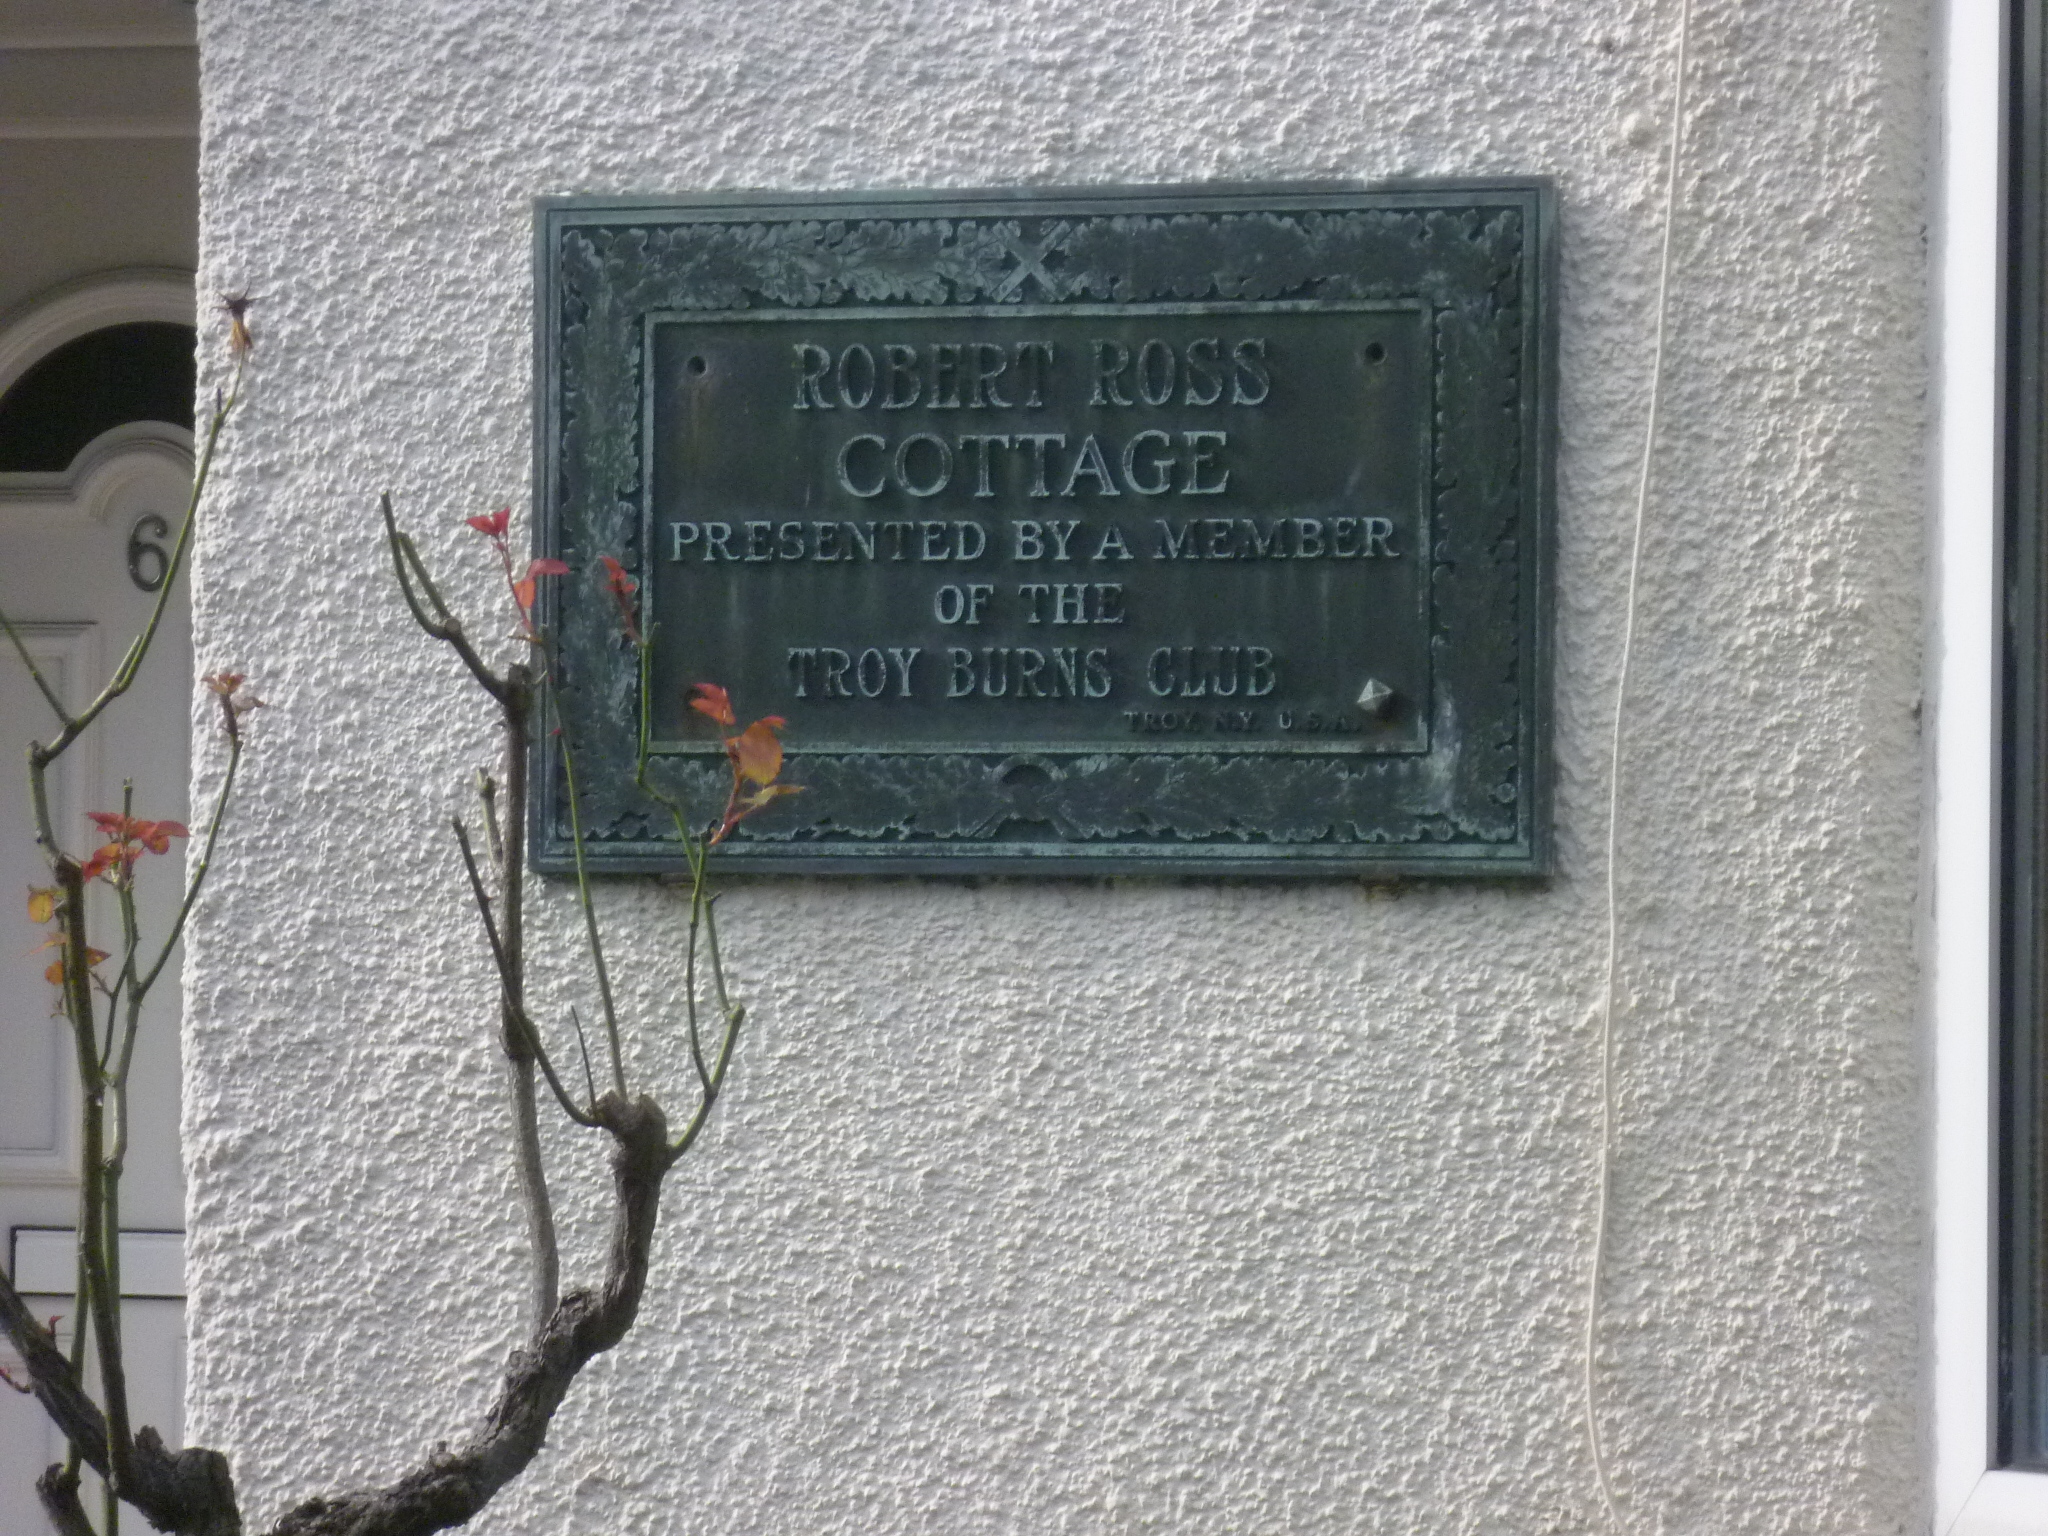 6
ROBERT ROSS
COTTAGE
PRESENTED BY A MEMBER
OF THE
TROY BURNS CLUB
TROY. N.Y. U.S.A.